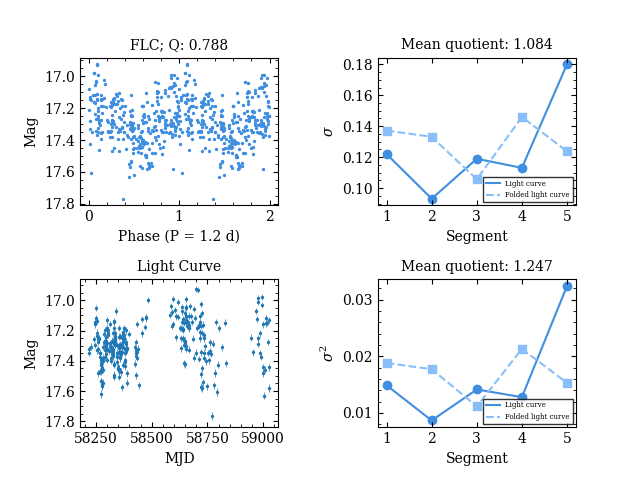 FLC; Q: 0.788
Mag
17.0
17.2
17.4
17.6
17.8
0
1
2
Phase (P = 1.2 d)
Mean quotient: 1.084
σ
0.18
0.16
0.14
0.12
0.10
1
2
3
4
5
Segment
Light curve
Folded light curve
Light Curve
Mag
17.0
17.2
17.4
17.6
17.8
58250
58500
58750
59000
MJD
Mean quotient: 1.247
σ²
0.03
0.02
0.01
1
2
3
4
5
Segment
Light curve
Folded light curve